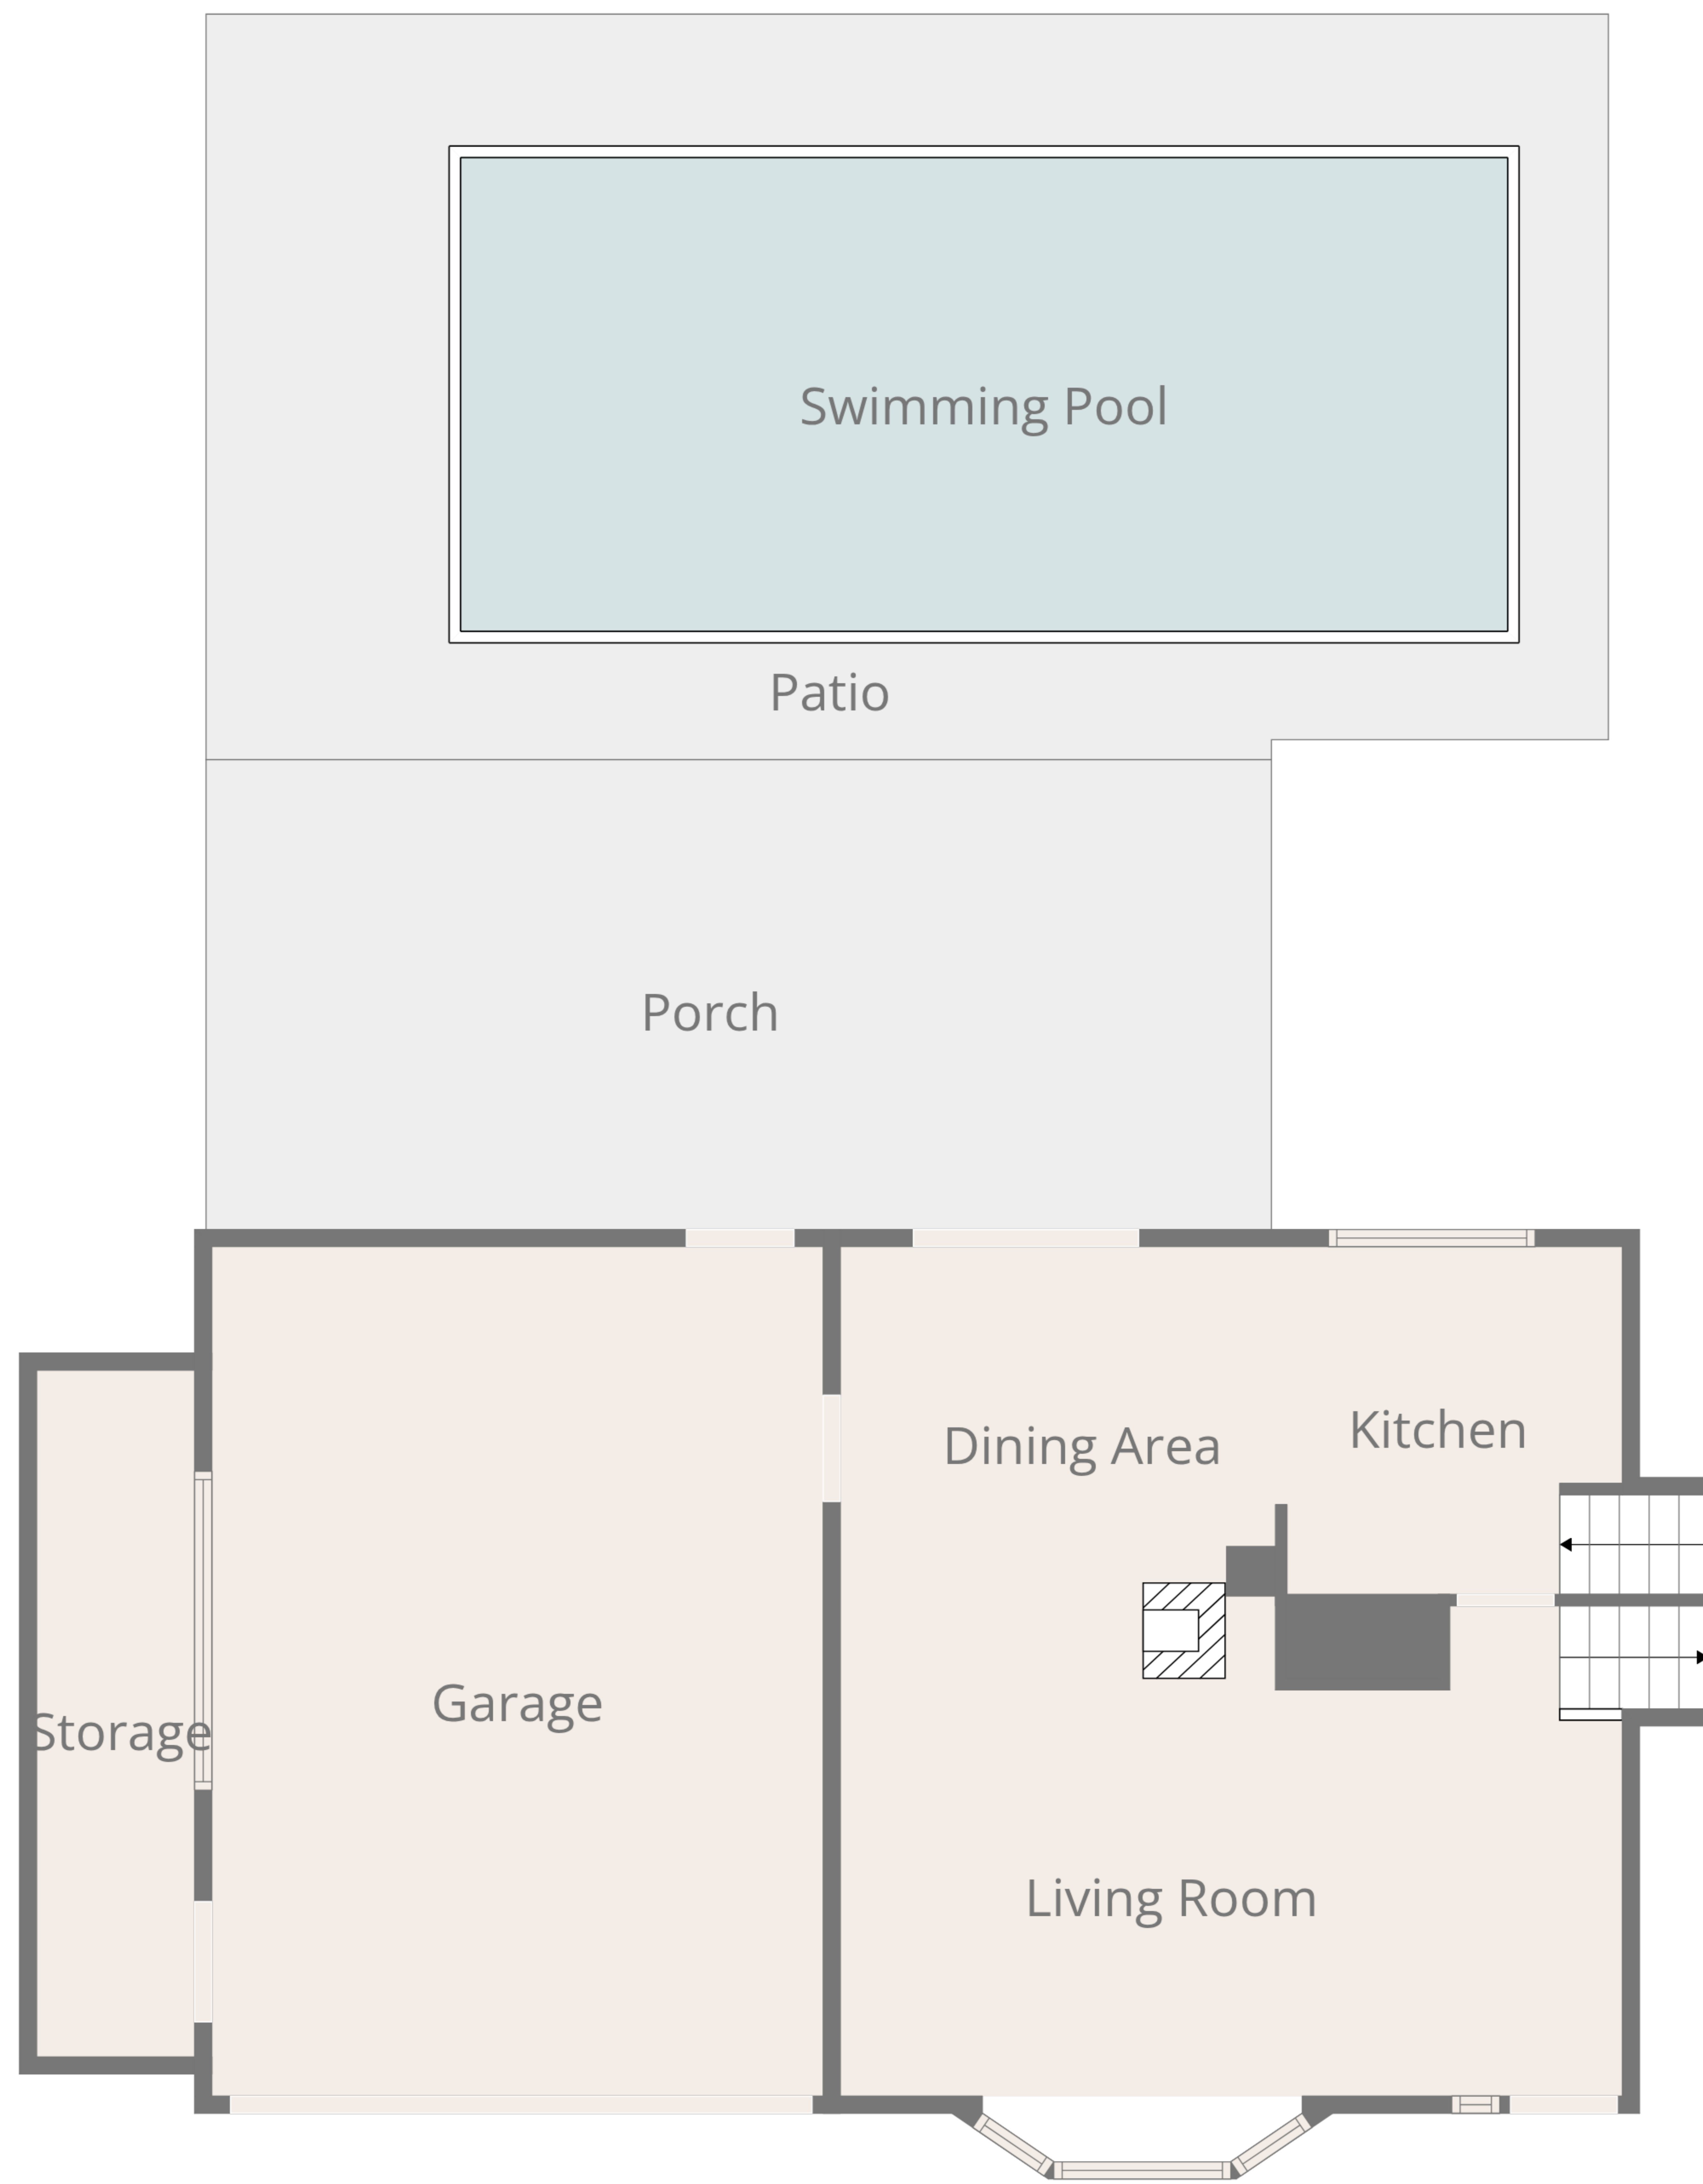 Swimming Pool
Patio
Porch
Dining Area
Kitchen
Garage
Storage
Living Room